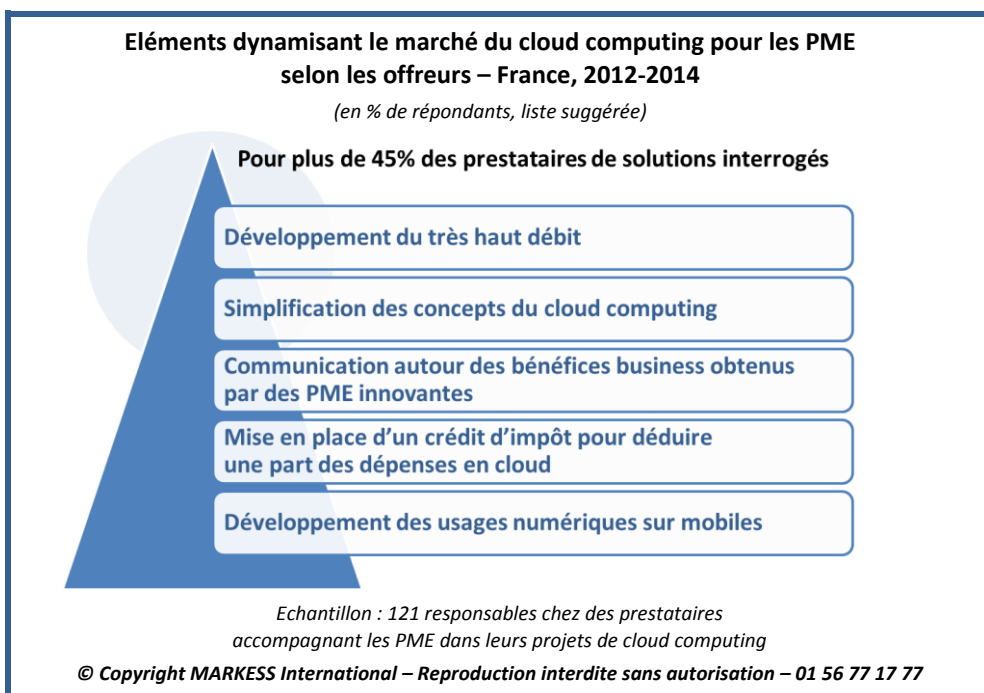 Eléments dynamisant le marché du cloud computing pour les PME
selon les offreurs – France, 2012-2014
(en % de répondants, liste suggérée)
Pour plus de 45% des prestataires de solutions interrogés
Développement du très haut débit
Simplification des concepts du cloud computing
Communication autour des bénéfices business obtenus
par des PME innovantes
Mise en place d’un crédit d’impôt pour déduire
une part des dépenses en cloud
Développement des usages numériques sur mobiles
Echantillon : 121 responsables chez des prestataires
accompagnant les PME dans leurs projets de cloud computing
© Copyright MARKESS International – Reproduction interdite sans autorisation – 01 56 77 17 77